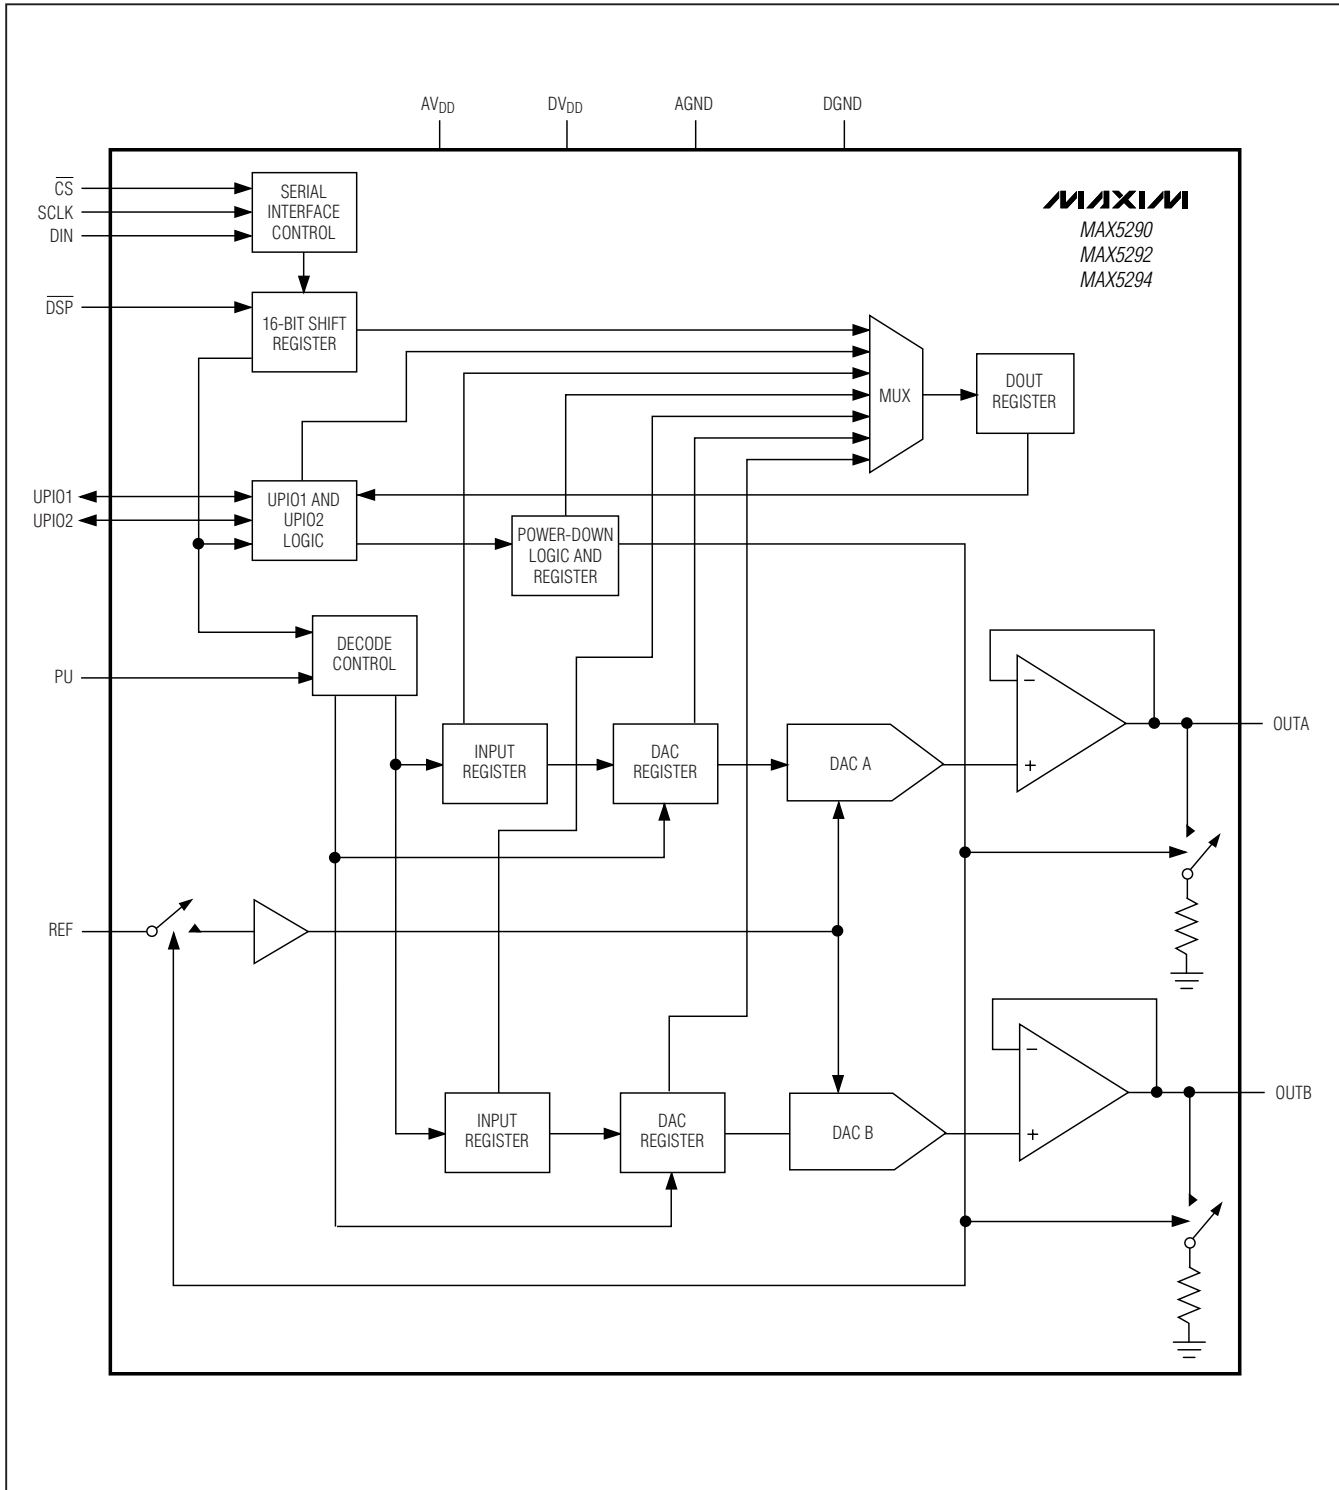 AVDD DVDD AGND DGND
CS
SCLK
DIN
SERIAL
INTERFACE
CONTROL
MAXIM
MAX5290
MAX5292
MAX5294
DSP
16-BIT SHIFT
REGISTER
MUX
DOUT
REGISTER
UPIO1
UPIO2
UPIO1 AND
UPIO2
LOGIC
POWER-DOWN
LOGIC AND
REGISTER
DECODE
CONTROL
PU
INPUT
REGISTER
DAC
REGISTER
DAC A
−
+
OUTA
REF
INPUT
REGISTER
DAC
REGISTER
DAC B
−
+
OUTB